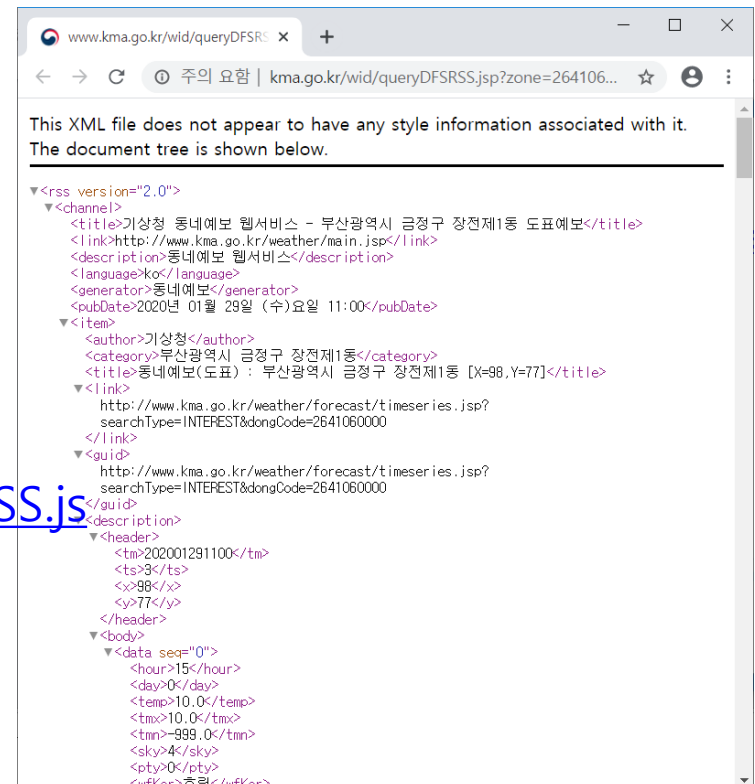 www.kma.go.kr/wid/queryDFSRS
주의 요함 | kma.go.kr/wid/queryDFSRSS.jsp?zone=264106...
This XML file does not appear to have any style information associated with it.
The document tree is shown below.
▼<rss version="2.0">
▼<channel>
<title>기상청 동네예보 웹서비스 - 부산광역시 금정구 장전제1동 도표예보</title>
<link>http://www.kma.go.kr/weather/main.jsp</link>
<description>동네예보 웹서비스</description>
<language>ko</language>
<generator>동네예보</generator>
<pubDate>2020년 01월 29일 (수)요일 11:00</pubDate>
▼<item>
<author>기상청</author>
<category>부산광역시 금정구 장전제1동</category>
<title>동네예보(도표) : 부산광역시 금정구 장전제1동 [X=98,Y=77]</title>
▼<link>
http://www.kma.go.kr/weather/forecast/timeseries.jsp?
searchType=INTEREST&dongCode=2641060000
</link>
▼<guid>
http://www.kma.go.kr/weather/forecast/timeseries.jsp?
searchType=INTEREST&dongCode=2641060000
</guid>
SS.js
▼<description>
▼<header>
<tm>202001291100</tm>
<ts>3</ts>
<x>98</x>
<y>77</y>
</header>
▼<body>
▼<data seq="0">
<hour>15</hour>
<day>0</day>
<temp>10.0</temp>
<tmx>10.0</tmx>
<tmn>-999.0</tmn>
<sky>4</sky>
<pty>0</pty>
<wfKor>흐림</wfKor>